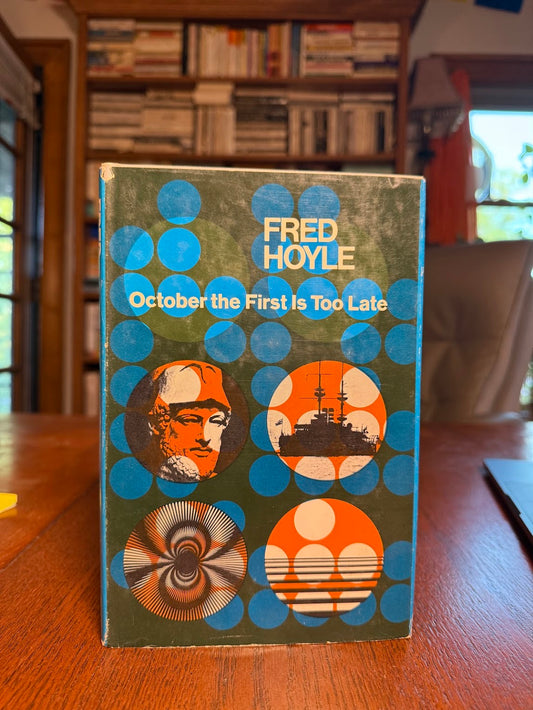 FRED
HOYLE
October the First Is Too Late